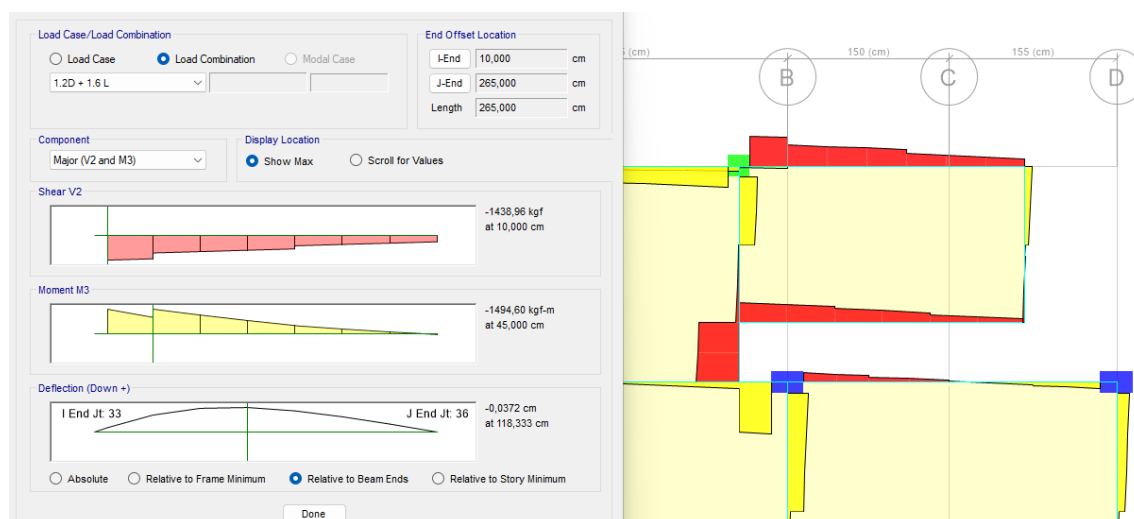 Load Case/Load Combination
Load Case Load Combination Modal Case
1.2D + 1.6 L
End Offset Location
I-End 10,000 cm
J-End 265,000 cm
Length 265,000 cm
Component
Major (V2 and M3)
Display Location
Show Max Scroll for Values
Shear V2
-1438,96 kgf
at 10,000 cm
Moment M3
-1494,60 kgf-m
at 45,000 cm
Deflection (Down +)
I End Jt: 33 J End Jt: 36
-0,0372 cm
at 118,333 cm
Absolute Relative to Frame Minimum Relative to Beam Ends Relative to Story Minimum
Done
(cm) 150 (cm) 155 (cm)
B C D